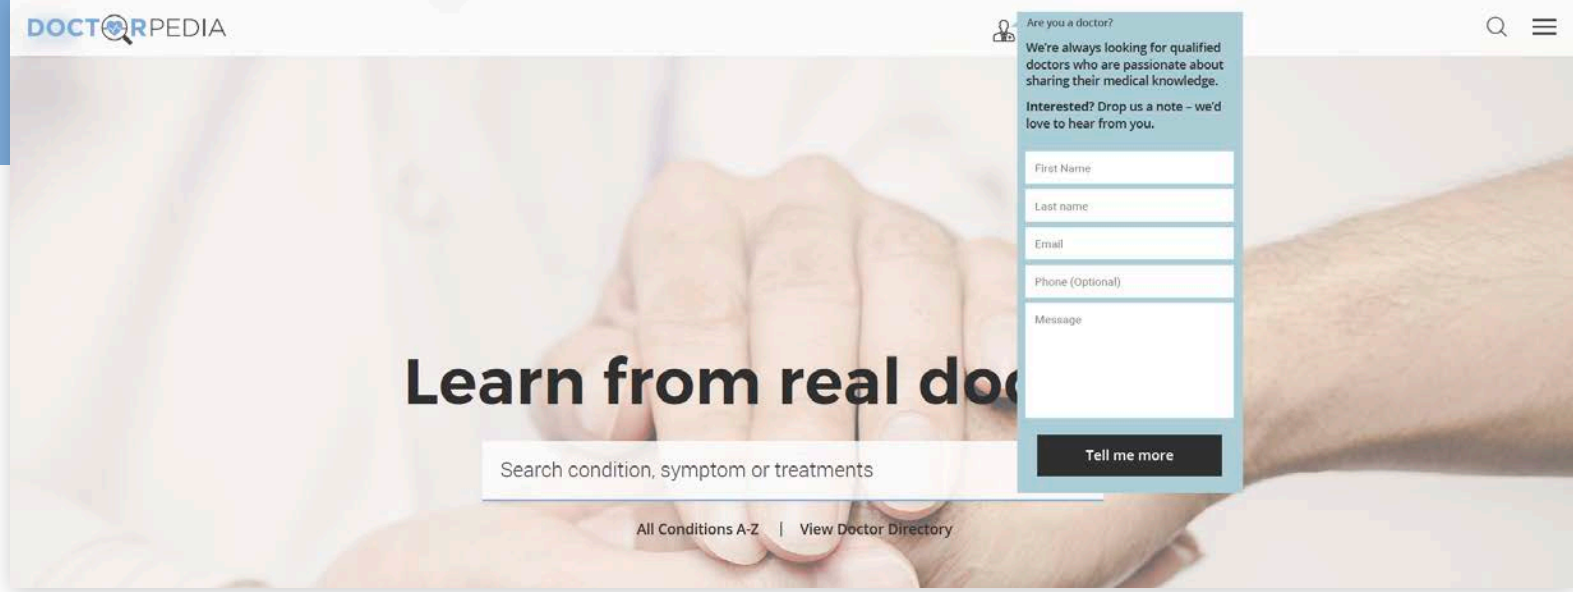 DOCTORPEDIA
Are you a doctor?
We're always looking for qualified
doctors who are passionate about
sharing their medical knowledge.
Interested? Drop us a note – we'd
love to hear from you.
First Name
Last name
Email
Phone (Optional)
Message
Tell me more
Learn from real
Search condition, symptom or treatments
All Conditions A-Z | View Doctor Directory